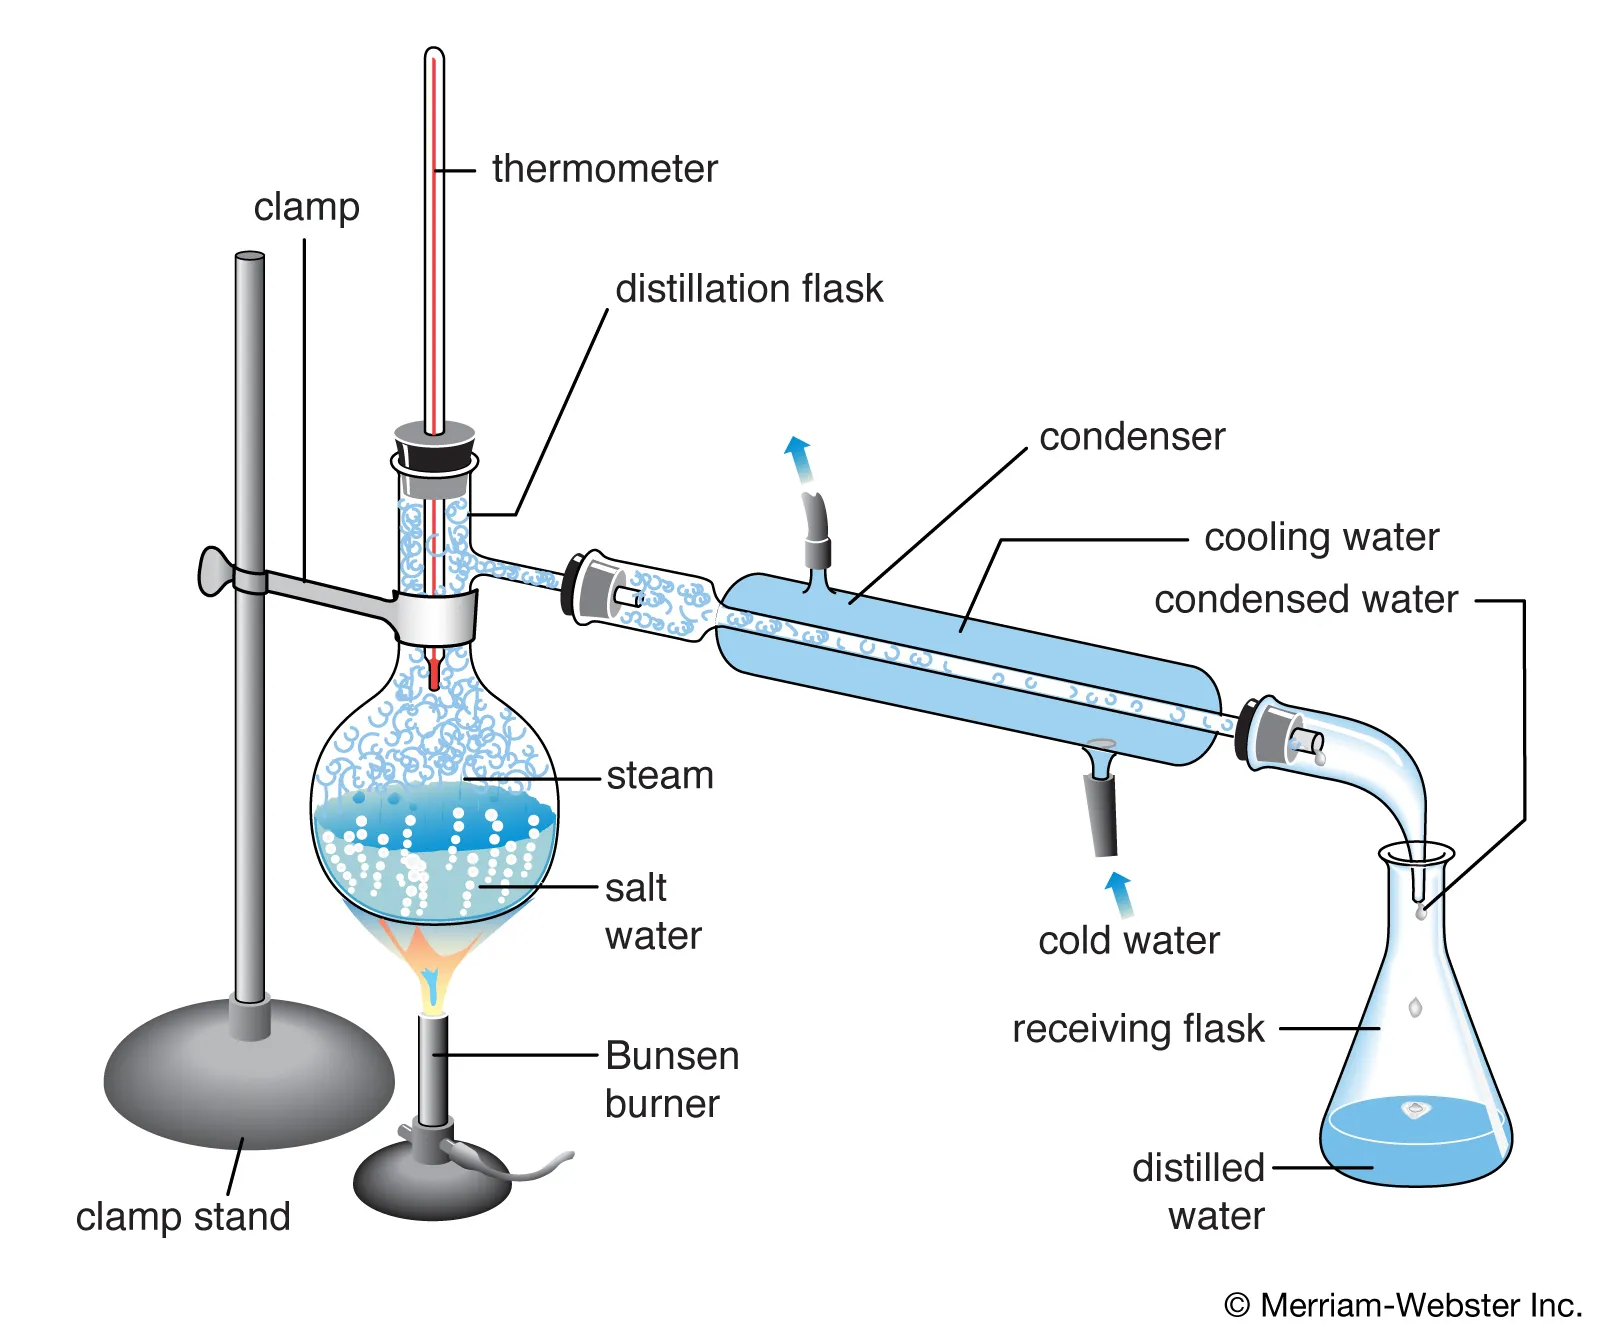 thermometer
clamp
distillation flask
condenser
cooling water
condensed water
steam
salt
water
cold water
receiving flask
Bunsen
burner
distilled
water
clamp stand
© Merriam-Webster Inc.